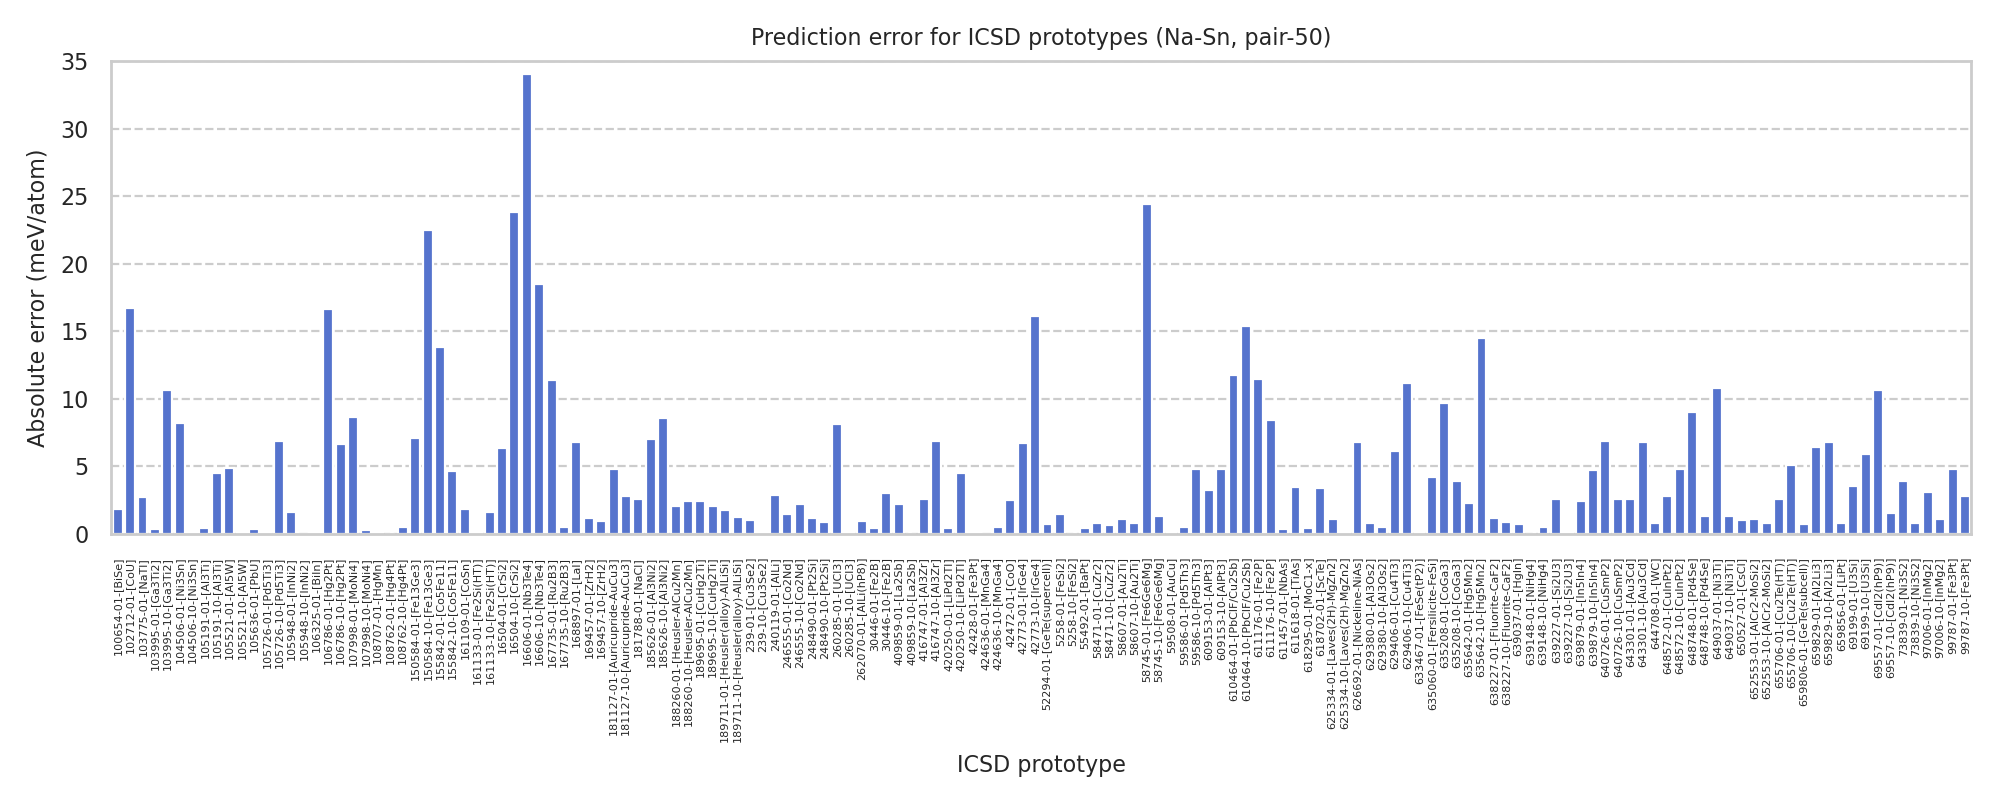 Prediction error for ICSD prototypes (Na-Sn, pair-50)
Absolute error (meV/atom)
35
30
25
20
15
10
5
0
100654-01-[BiSe]
102712-01-[CoU]
103775-01-[NaTl]
103995-01-[Ga3Ti2]
103995-10-[Ga3Ti2]
104506-01-[Ni3Sn]
104506-10-[Ni3Sn]
105191-01-[Al3Ti]
105191-10-[Al3Ti]
105521-01-[Al5W]
105521-10-[Al5W]
105636-01-[PbU]
105726-01-[Pd5Ti3]
105726-10-[Pd5Ti3]
105948-01-[InNi2]
105948-10-[InNi2]
106325-01-[BiIn]
106786-01-[Hg2Pt]
106786-10-[Hg2Pt]
107998-01-[MoNi4]
107998-10-[MoNi4]
108707-01-[HgMn]
108762-01-[Hg4Pt]
108762-10-[Hg4Pt]
150584-01-[Fe13Ge3]
150584-10-[Fe13Ge3]
155842-01-[Co5Fe11]
155842-10-[Co5Fe11]
161109-01-[CoSn]
161133-01-[Fe2Si(HT)]
161133-10-[Fe2Si(HT)]
16504-01-[CrSi2]
16504-10-[CrSi2]
16606-01-[Nb3Te4]
16606-10-[Nb3Te4]
167735-01-[Ru2B3]
167735-10-[Ru2B3]
168897-01-[LaI]
169457-01-[ZrH2]
169457-10-[ZrH2]
181127-01-[Auricupride-AuCu3]
181127-10-[Auricupride-AuCu3]
181788-01-[NaCl]
185626-01-[Al3Ni2]
185626-10-[Al3Ni2]
188260-01-[Heusler-AlCu2Mn]
188260-10-[Heusler-AlCu2Mn]
189695-01-[CuHg2Ti]
189695-10-[CuHg2Ti]
189711-01-[Heusler(alloy)-AlLiSi]
189711-10-[Heusler(alloy)-AlLiSi]
239-01-[Cu3Se2]
239-10-[Cu3Se2]
240119-01-[AlLi]
246555-01-[Co2Nd]
246555-10-[Co2Nd]
248490-01-[Pt2Si]
248490-10-[Pt2Si]
260285-01-[UCl3]
260285-10-[UCl3]
262070-01-[AlLi(hP8)]
30446-01-[Fe2B]
30446-10-[Fe2B]
409859-01-[La2Sb]
409859-10-[La2Sb]
416747-01-[Al3Zr]
416747-10-[Al3Zr]
420250-01-[LiPd2Tl]
420250-10-[LiPd2Tl]
42428-01-[Fe3Pt]
424636-01-[MnGa4]
424636-10-[MnGa4]
42472-01-[CoO]
42773-01-[IrGe4]
42773-10-[IrGe4]
52294-01-[GeTe(supercell)]
5258-01-[FeSi2]
5258-10-[FeSi2]
55492-01-[BaPt]
58471-01-[CuZr2]
58471-10-[CuZr2]
58607-01-[Au2Ti]
58607-10-[Au2Ti]
58745-01-[Fe6Ge6Mg]
58745-10-[Fe6Ge6Mg]
59508-01-[AuCu]
59586-01-[Pd5Th3]
59586-10-[Pd5Th3]
609153-01-[AlPt3]
609153-10-[AlPt3]
610464-01-[PbClF/Cu2Sb]
610464-10-[PbClF/Cu2Sb]
611176-01-[Fe2P]
611176-10-[Fe2P]
611457-01-[NbAs]
611618-01-[TiAs]
618295-01-[MoC1-x]
618702-01-[ScTe]
625334-01-[Laves(2H)-MgZn2]
625334-10-[Laves(2H)-MgZn2]
626692-01-[Nickeline-NiAs]
629380-01-[Al3Os2]
629380-10-[Al3Os2]
629406-01-[Cu4Ti3]
629406-10-[Cu4Ti3]
633467-01-[FeSe(tP2)]
635060-01-[Fersilicite-FeSi]
635208-01-[CoGa3]
635208-10-[CoGa3]
635642-01-[Hg5Mn2]
635642-10-[Hg5Mn2]
638227-01-[Fluorite-CaF2]
638227-10-[Fluorite-CaF2]
639037-01-[HgIn]
639148-01-[NiHg4]
639148-10-[NiHg4]
639227-01-[Si2U3]
639227-10-[Si2U3]
639879-01-[In5In4]
639879-10-[In5In4]
640726-01-[CuSmP2]
640726-10-[CuSmP2]
643301-01-[Au3Cd]
643301-10-[Au3Cd]
644708-01-[WC]
648572-01-[CuInPt2]
648572-10-[CuInPt2]
648748-01-[Pd4Se]
648748-10-[Pd4Se]
649037-01-[Ni3Ti]
649037-10-[Ni3Ti]
650527-01-[CsCl]
652553-01-[AlCr2-MoSi2]
652553-10-[AlCr2-MoSi2]
655706-01-[Cu2Te(HT)]
655706-10-[Cu2Te(HT)]
659806-01-[GeTe(subcell)]
659829-01-[Al2Li3]
659829-10-[Al2Li3]
659856-01-[LiPt]
69199-01-[U3Si]
69199-10-[U3Si]
69557-01-[CdI2(hP9)]
69557-10-[CdI2(hP9)]
73839-01-[Ni3S2]
73839-10-[Ni3S2]
97006-01-[InMg2]
97006-10-[InMg2]
99787-01-[Fe3Pt]
99787-10-[Fe3Pt]
ICSD prototype